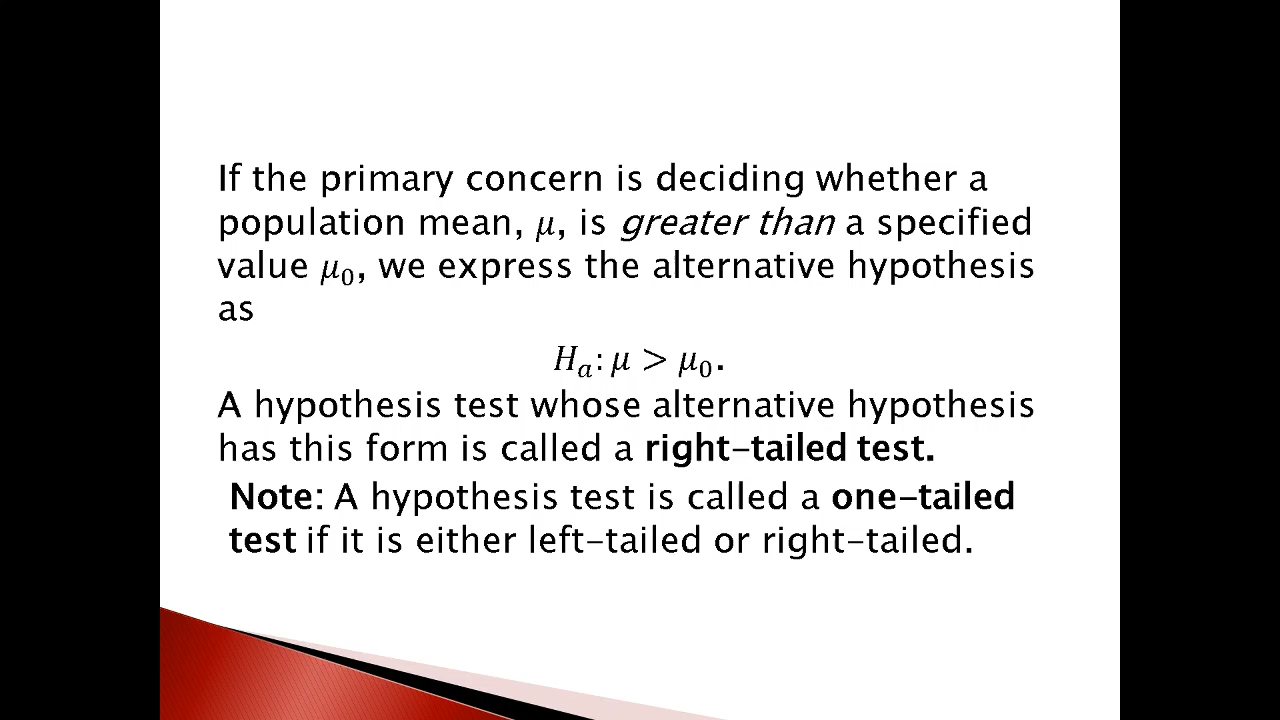 If the primary concern is deciding whether a
population mean, μ, is greater than a specified
value μ₀, we express the alternative hypothesis
as
Hₐ: μ > μ₀.
A hypothesis test whose alternative hypothesis
has this form is called a right-tailed test.
Note: A hypothesis test is called a one-tailed
test if it is either left-tailed or right-tailed.